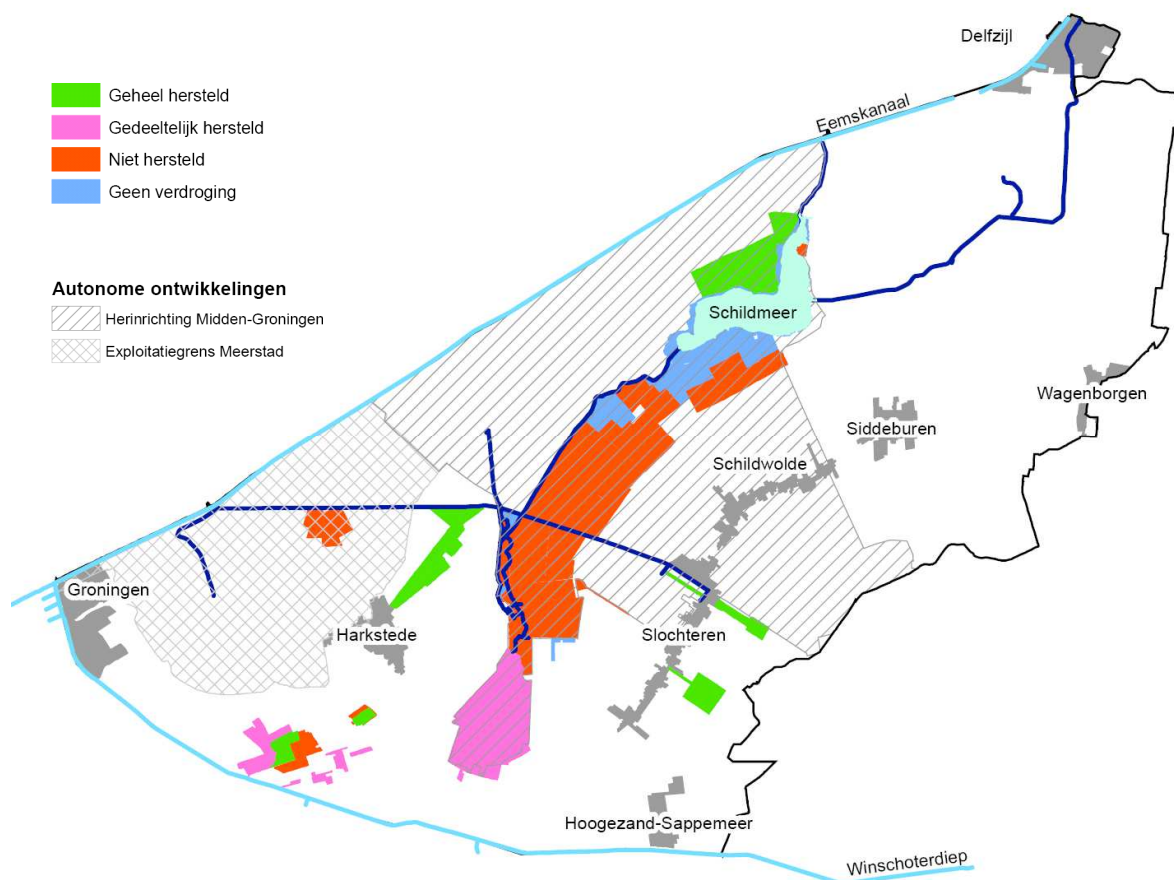 Delfzijl
Eemskanaal
Geheel hersteld
Gedeeltelijk hersteld
Niet hersteld
Geen verdroging
Autonome ontwikkelingen
Herinrichting Midden-Groningen
Exploitatiegrens Meerstad
Schildmeer
Wagenborgen
Siddeburen
Schildwolde
Groningen
Harkstede
Slochteren
Hoogezand-Sappemeer
Winschoterdiep